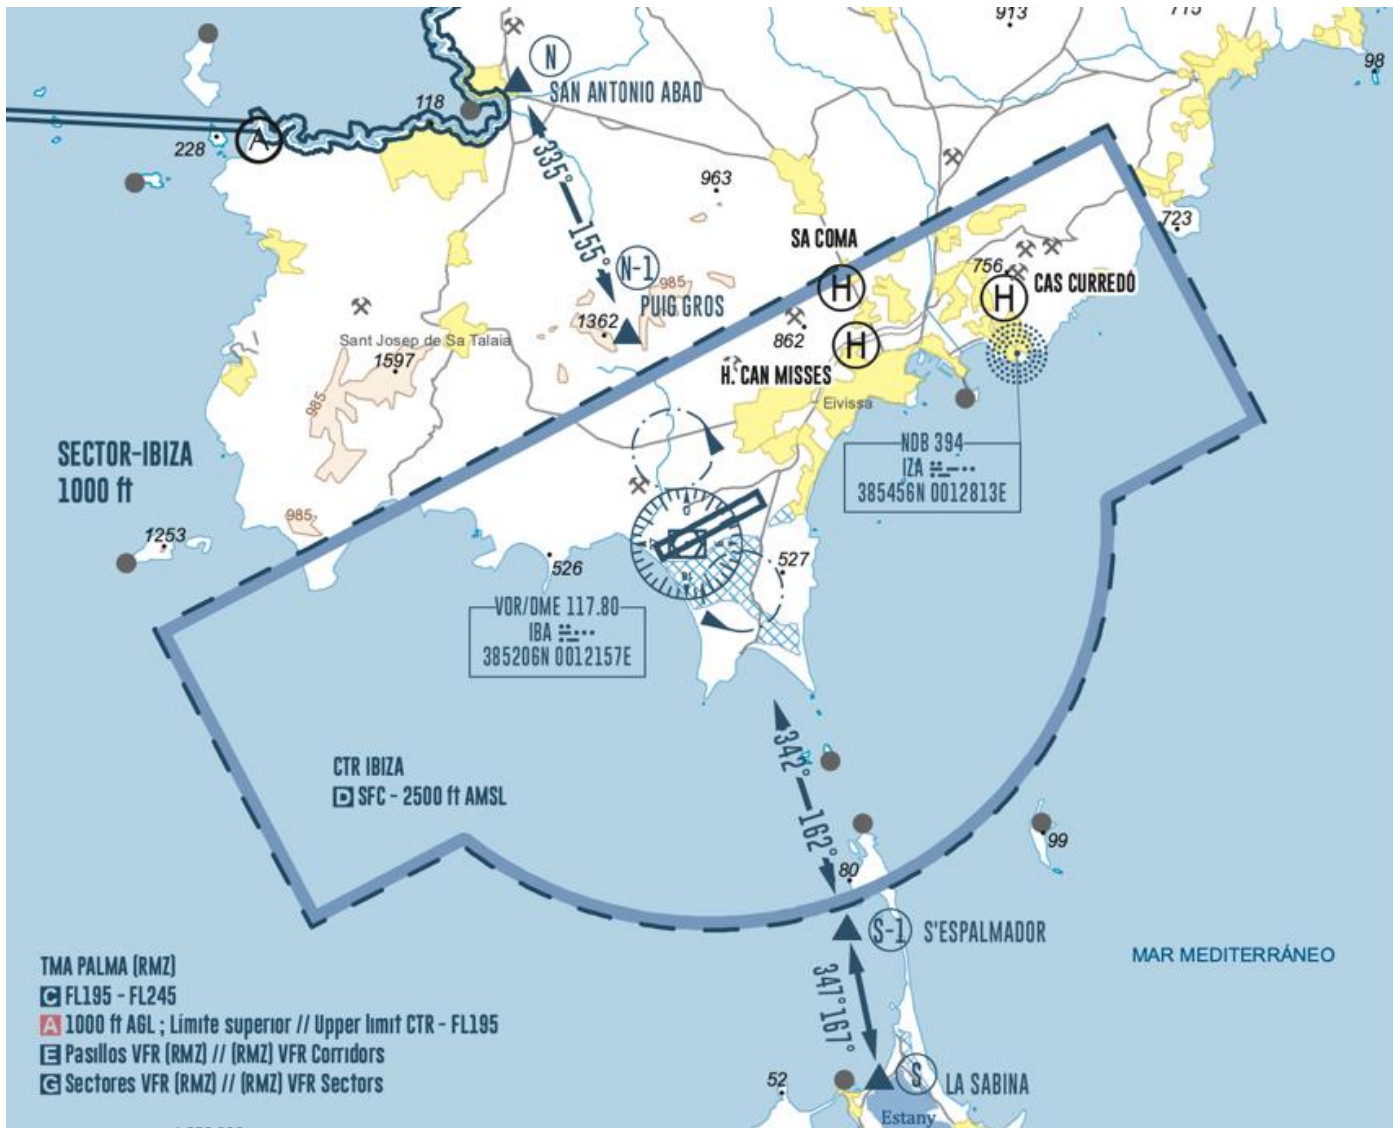 913
715
98
N
SAN ANTONIO ABAD
118
A
228
335°
155°
963
723
SA COMA
N-1
PUIG GROS
985
756
H
CAS CURREDÓ
H
1362
862
H
H. CAN MISSES
Sant Josep de Sa Talaia
1597
985
Eivissa
SECTOR-IBIZA
1000 ft
NDB 394
IZA
385456N 0012813E
985
1253
526
527
VOR/DME 117.80
IBA
385206N 0012157E
342°
162°
CTR IBIZA
D SFC - 2500 ft AMSL
99
80
S-1
S'ESPALMADOR
MAR MEDITERRÁNEO
TMA PALMA (RMZ)
C FL195 - FL245
A 1000 ft AGL ; Límite superior // Upper limit CTR - FL195
E Pasillos VFR (RMZ) // (RMZ) VFR Corridors
G Sectores VFR (RMZ) // (RMZ) VFR Sectors
347°
167°
52
S
LA SABINA
Estany